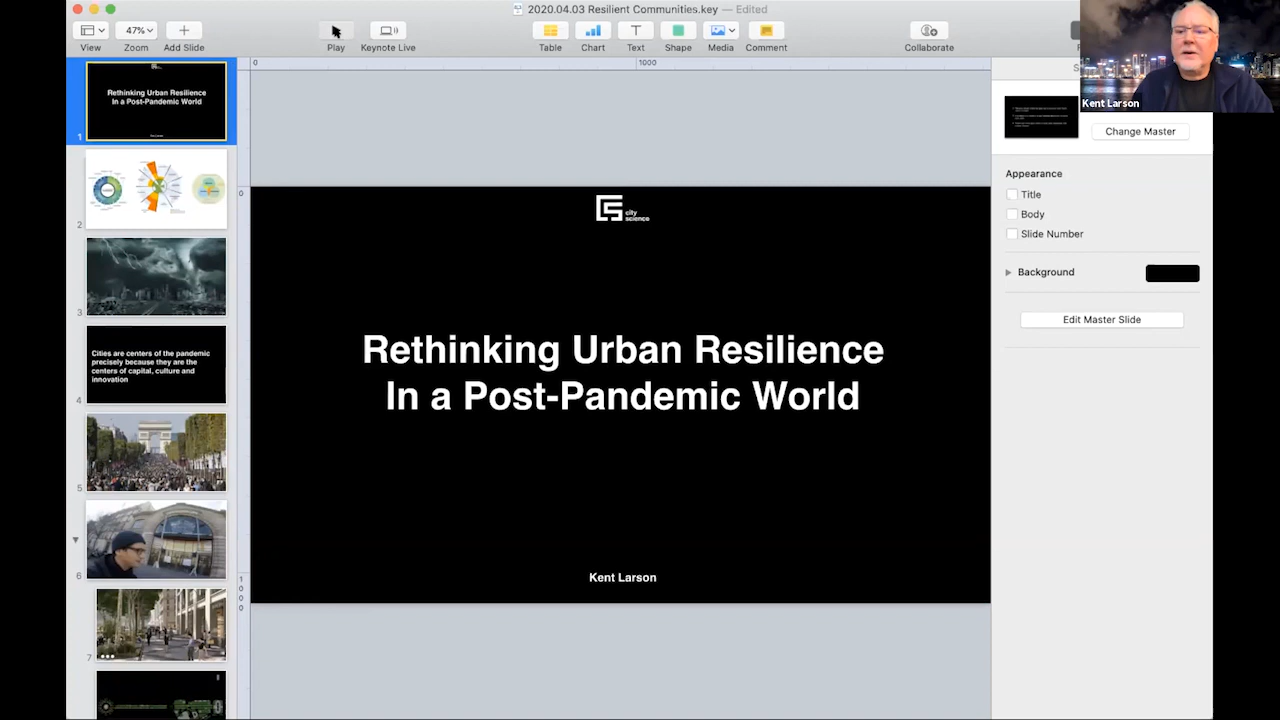 2020.04.03 Resilient Communities.key — Edited
View
47%
Zoom
Add Slide
Play
Keynote Live
Table
Chart
Text
Shape
Media
Comment
Collaborate
Kent Larson
Change Master
Appearance
Title
Body
Slide Number
Background
Edit Master Slide
0
1000
0
1000
Rethinking Urban Resilience
In a Post-Pandemic World
1
2
3
Cities are centers of the pandemic
precisely because they are the
centers of capital, culture and
innovation
4
5
6
7
city
science
Rethinking Urban Resilience
In a Post-Pandemic World
Kent Larson